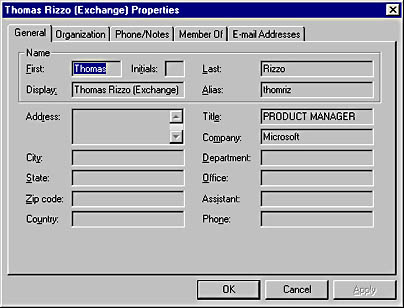 Thomas Rizzo (Exchange) Properties
General Organization Phone/Notes Member Of E-mail Addresses
Name
First: Thomas Initials: Last: Rizzo
Display: Thomas Rizzo (Exchange) Alias: thomriz
Address: Title: PRODUCT MANAGER
Company: Microsoft
City: Department:
State: Office:
Zip code: Assistant:
Country: Phone:
OK Cancel Apply